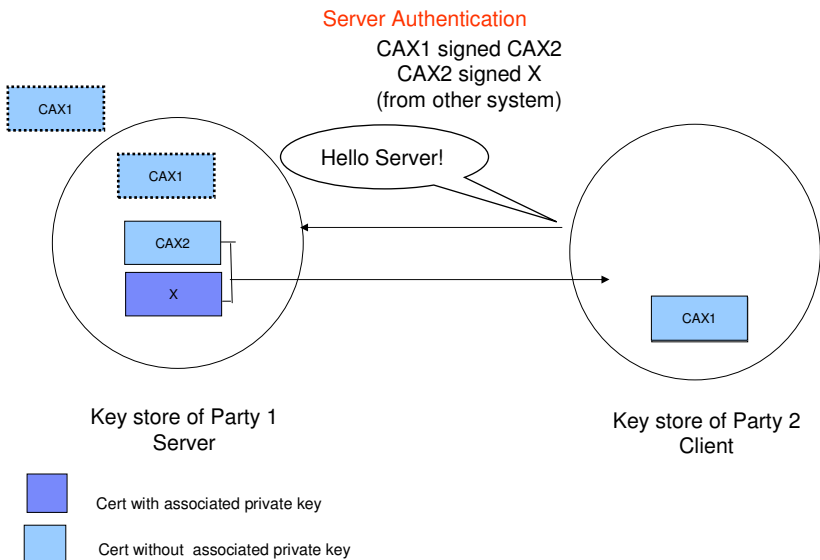 Server Authentication
CAX1 signed CAX2
CAX2 signed X
(from other system)
CAX1
Hello Server!
CAX1
CAX2
X
CAX1
Key store of Party 1
Server
Key store of Party 2
Client
Cert with associated private key
Cert without associated private key